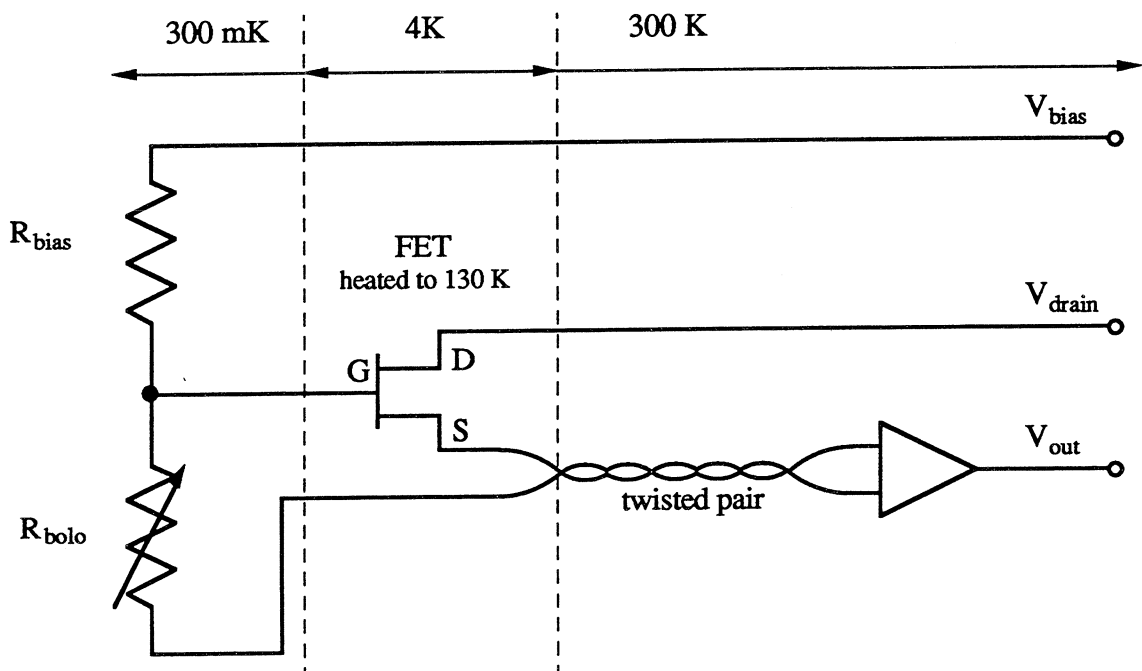 300 mK
4K
300 K
V_bias
R_bias
FET
heated to 130 K
V_drain
G
D
S
V_out
twisted pair
R_bolo